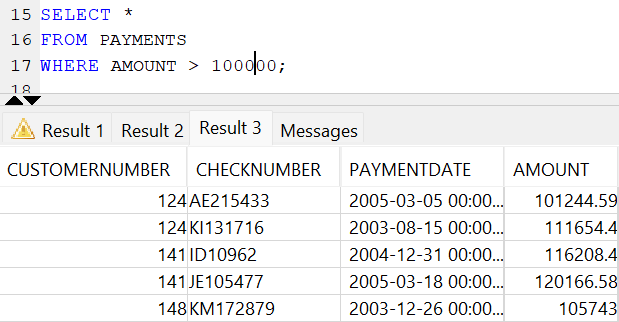 15 SELECT *
16 FROM PAYMENTS
17 WHERE AMOUNT > 100000;
18
Result 1 Result 2 Result 3 Messages
CUSTOMERNUMBER CHECKNUMBER PAYMENTDATE AMOUNT
124 AE215433 2005-03-05 00:00... 101244.59
124 KI131716 2003-08-15 00:00... 111654.4
141 ID10962 2004-12-31 00:00... 116208.4
141 JE105477 2005-03-18 00:00... 120166.58
148 KM172879 2003-12-26 00:00... 105743